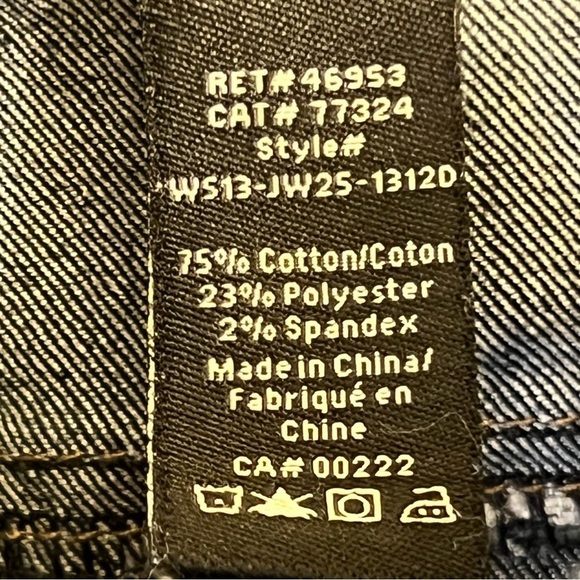 RET# 46953
CAT# 77324
Style#
WS13-JW25-1312D
75% Cotton/Coton
23% Polyester
2% Spandex
Made in China/
Fabriqué en
Chine
CA# 00222